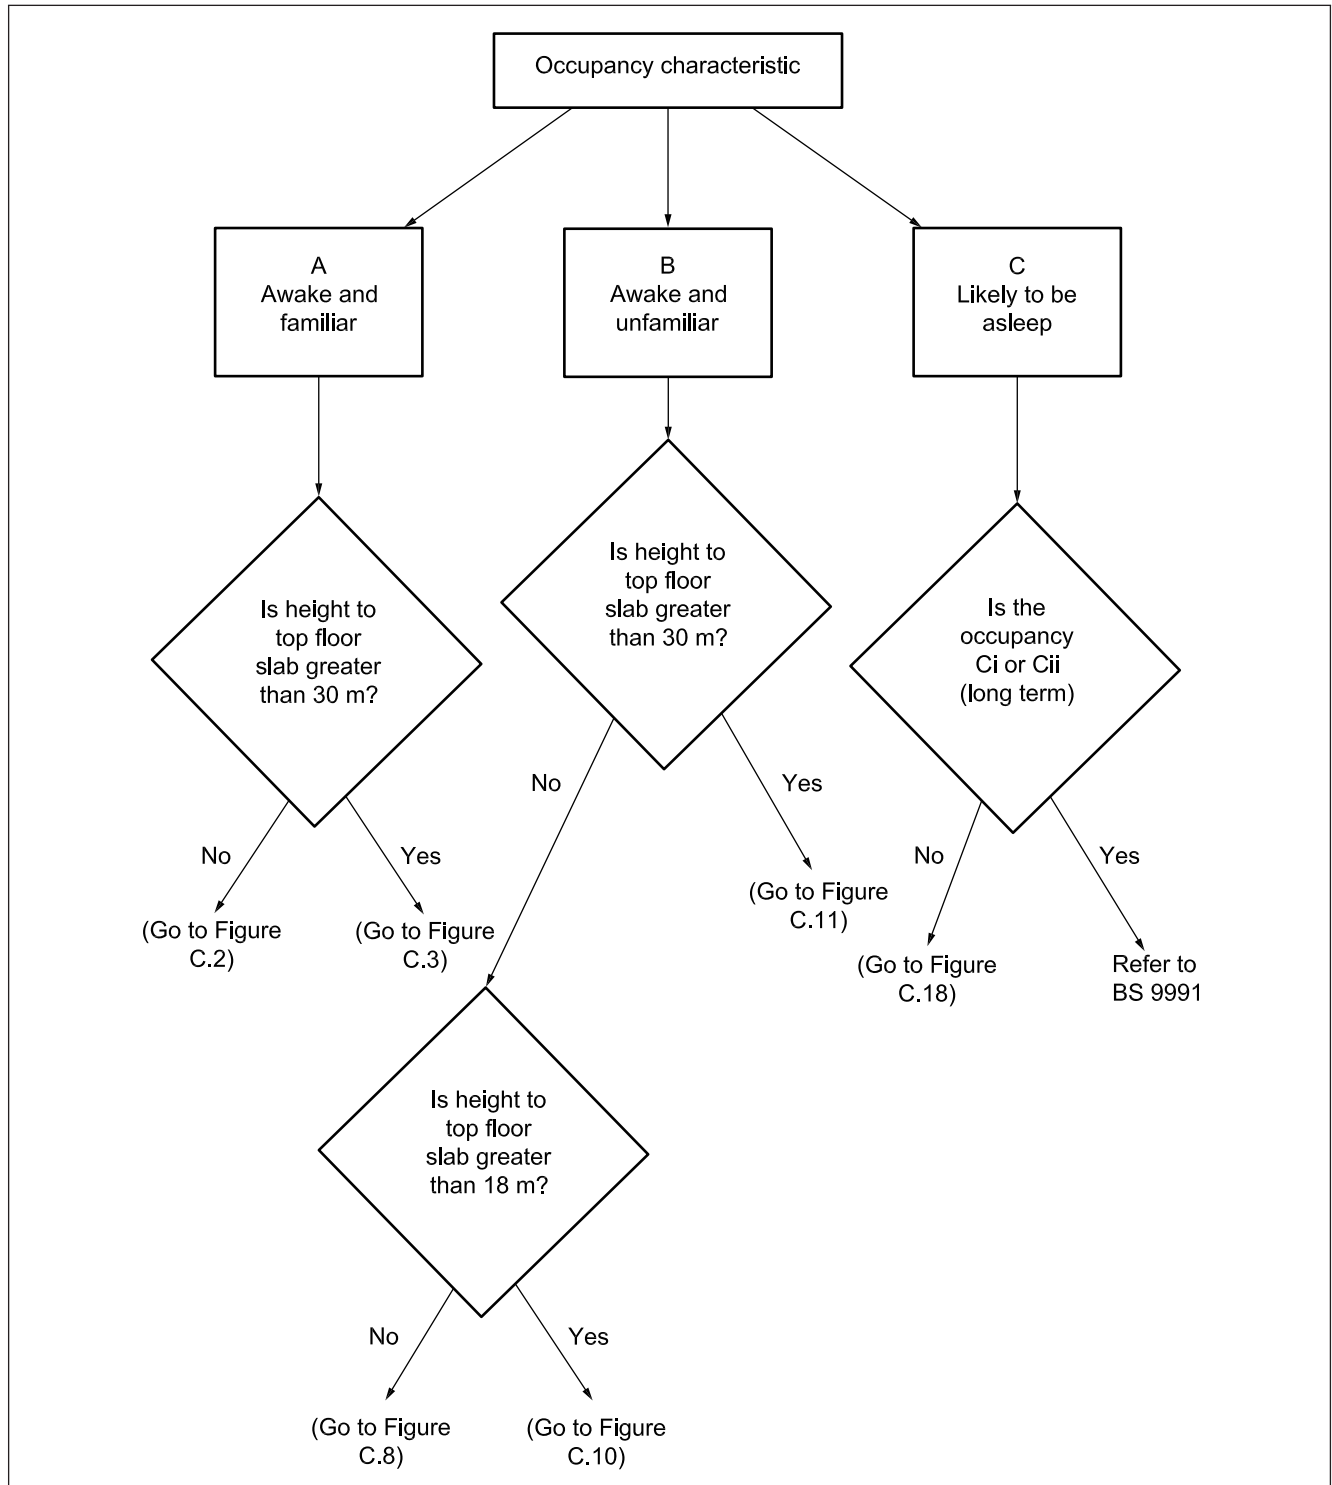 Occupancy characteristic
A
Awake and
familiar
B
Awake and
unfamiliar
C
Likely to be
asleep
Is height to
top floor
slab greater
than 30 m?
Is height to
top floor
slab greater
than 30 m?
Is the
occupancy
Ci or Cii
(long term)
No
Yes
No
Yes
No
Yes
(Go to Figure
C.2)
(Go to Figure
C.3)
(Go to Figure
C.11)
(Go to Figure
C.18)
Refer to
BS 9991
Is height to
top floor
slab greater
than 18 m?
No
Yes
(Go to Figure
C.8)
(Go to Figure
C.10)